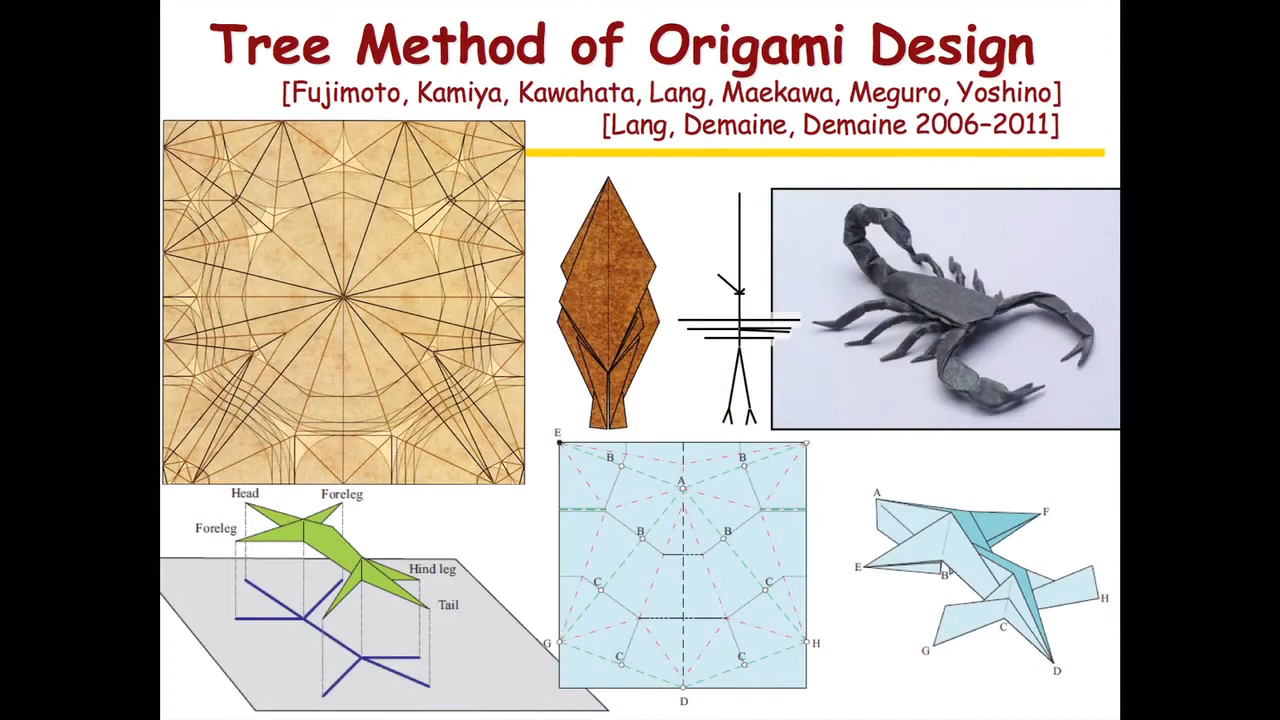 Tree Method of Origami Design
[Fujimoto, Kamiya, Kawahata, Lang, Maekawa, Meguro, Yoshino]
[Lang, Demaine, Demaine 2006–2011]
Head
Foreleg
Foreleg
Hind leg
Tail
E
B
B
A
B
B
C
C
G
H
C
C
D
A
F
E
B
H
C
G
D